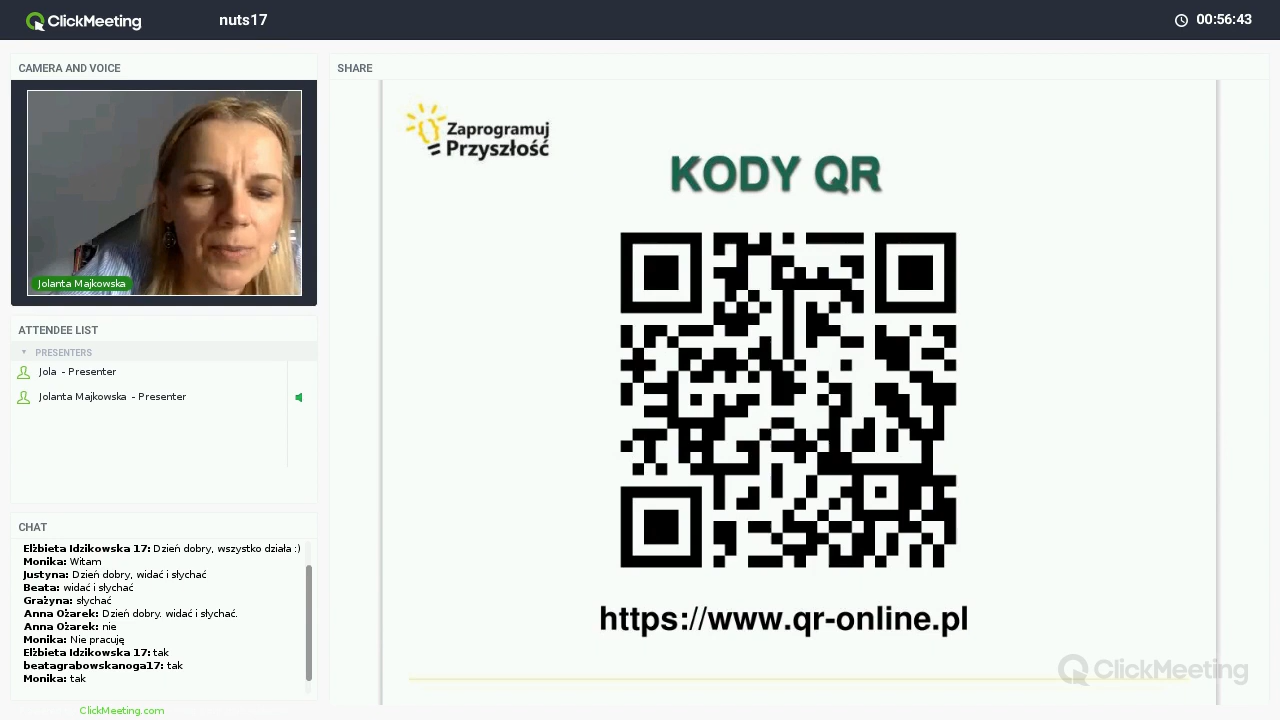 ClickMeeting
nuts17
00:56:43
CAMERA AND VOICE
Jolanta Majkowska
ATTENDEE LIST
PRESENTERS
Jola - Presenter
Jolanta Majkowska - Presenter
CHAT
Elżbieta Idzikowska 17: Dzień dobry, wszystko działa :)
Monika: Witam
Justyna: Dzień dobry, widać i słychać
Beata: widać i słychać
Grażyna: słychać
Anna Ożarek: Dzień dobry. widać i słychać.
Anna Ożarek: nie
Monika: Nie pracuję
Elżbieta Idzikowska 17: tak
beatagrabowskanoga17: tak
Monika: tak
ClickMeeting.com
SHARE
Zaprogramuj
Przyszłość
KODY QR
https://www.qr-online.pl
ClickMeeting